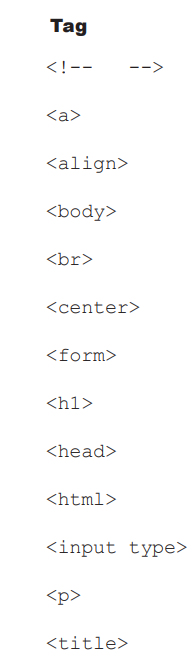 Tag
<!--   -->
<a>
<align>
<body>
<br>
<center>
<form>
<h1>
<head>
<html>
<input type>
<p>
<title>